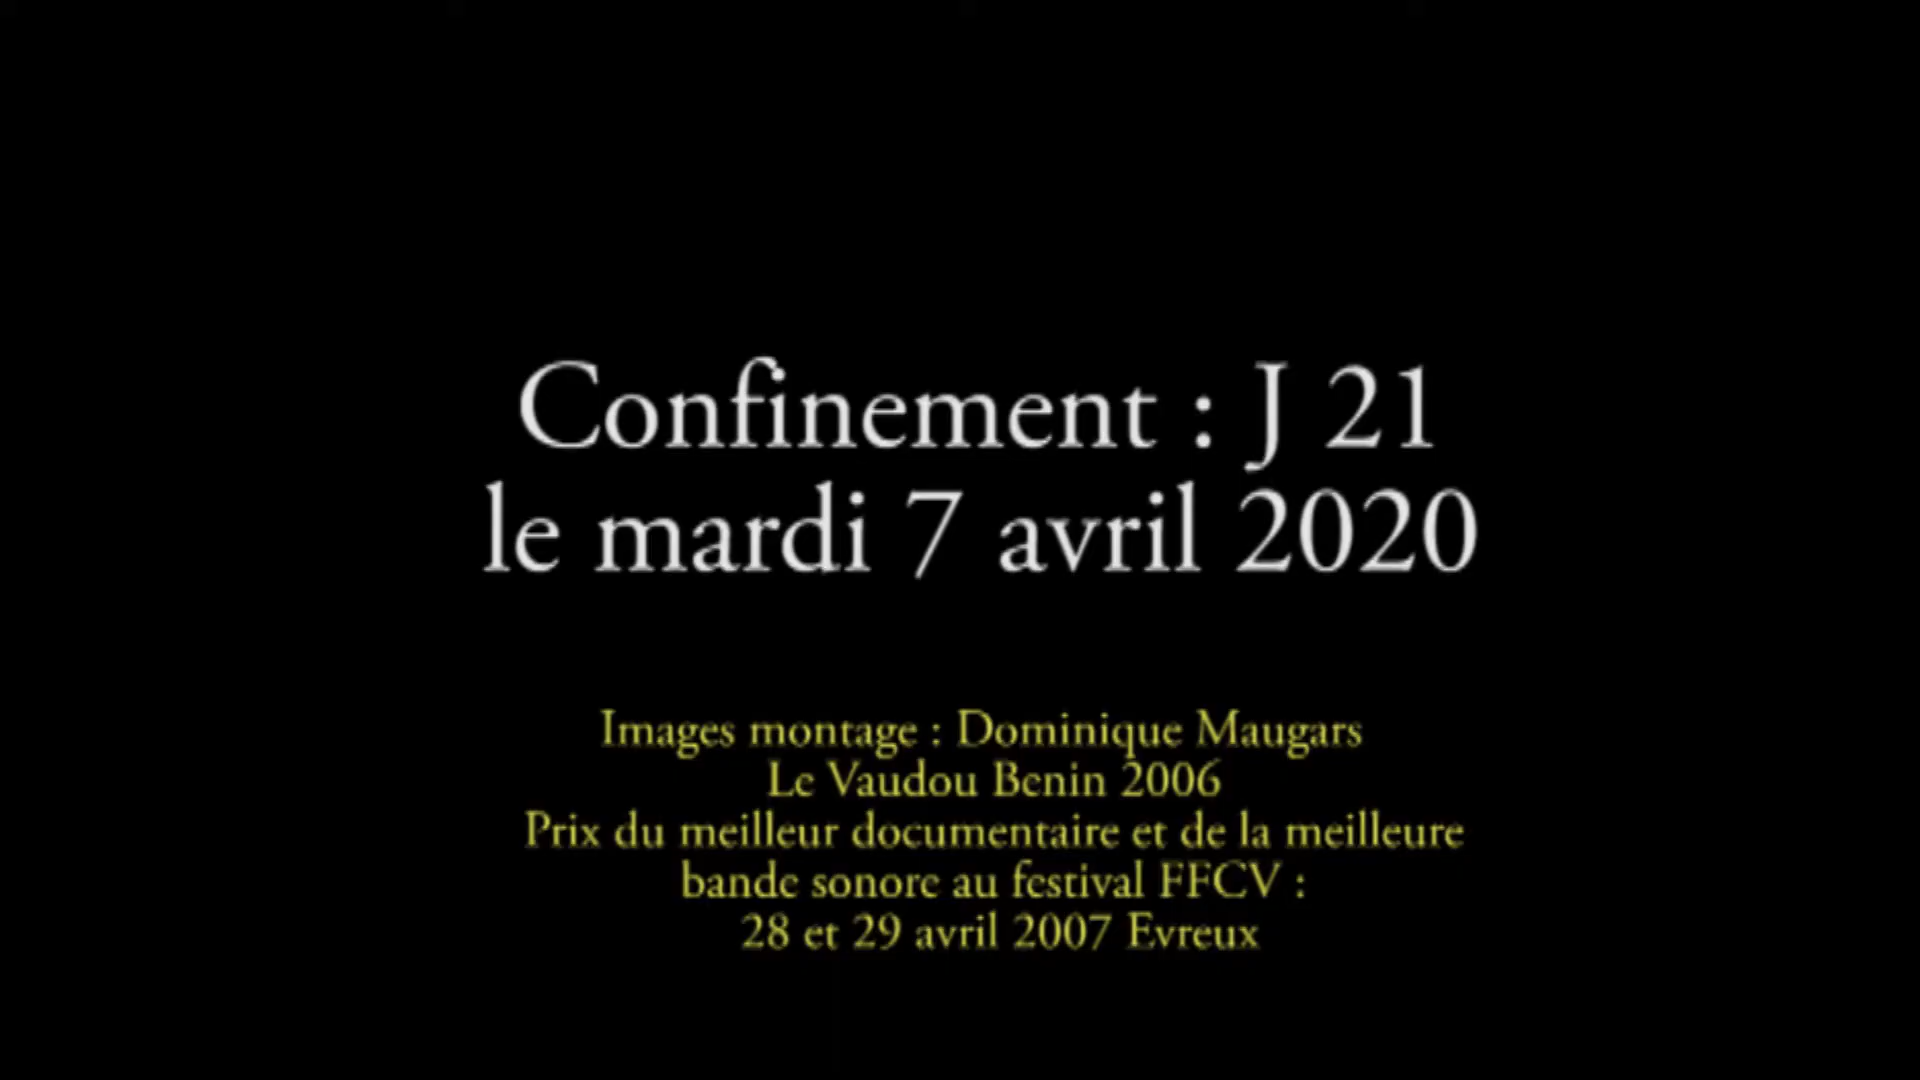 Confinement : J 21
le mardi 7 avril 2020
Images montage : Dominique Maugars
Le Vaudou Benin 2006
Prix du meilleur documentaire et de la meilleure
bande sonore au festival FFCV :
28 et 29 avril 2007 Evreux